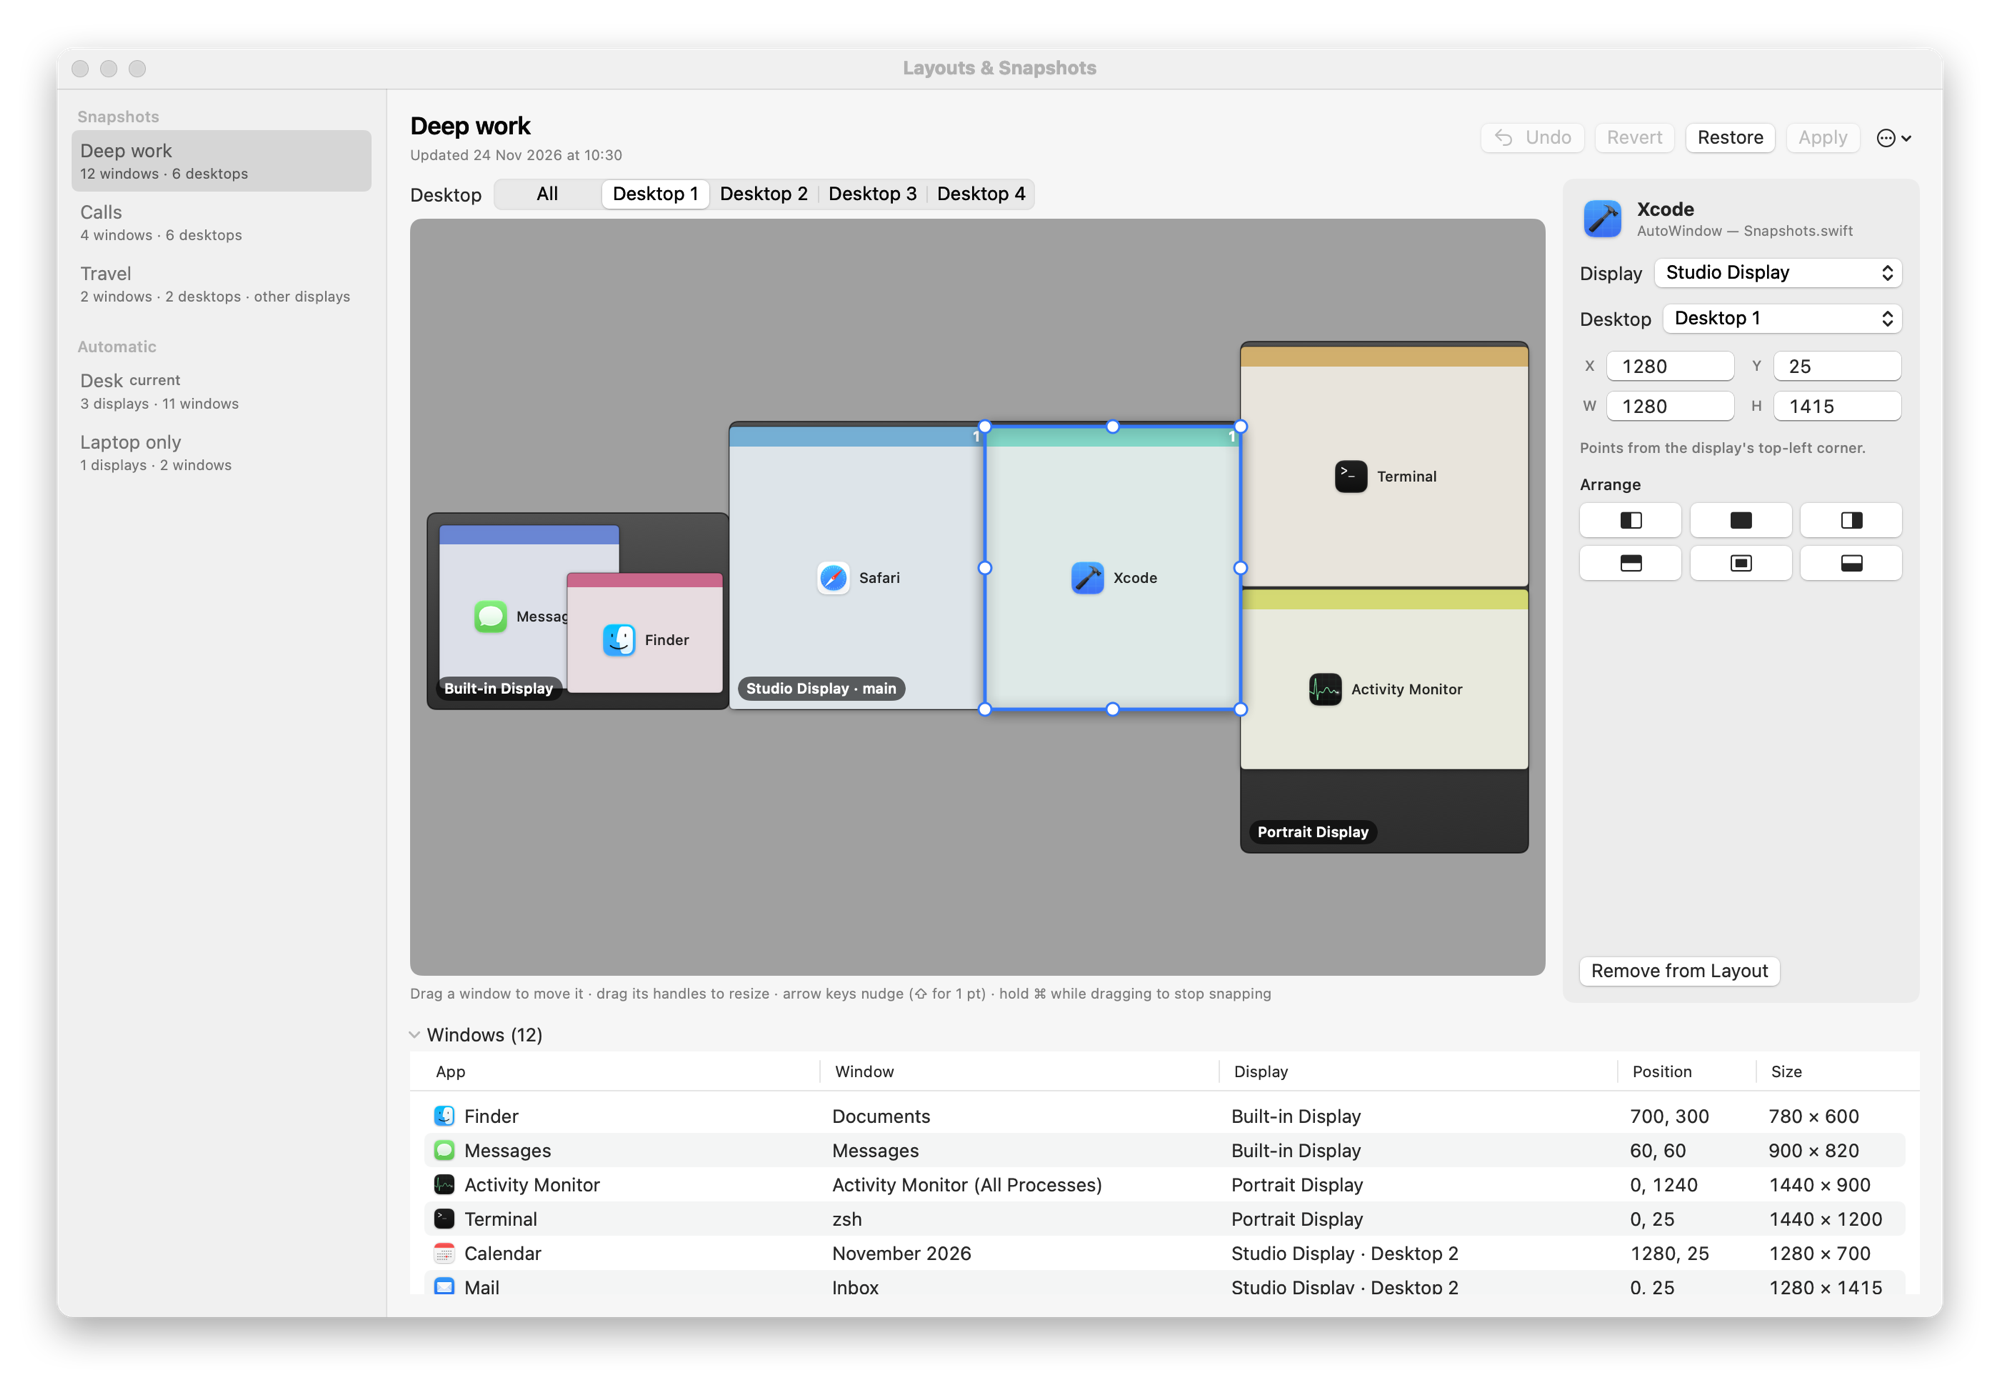 Layouts & Snapshots
Snapshots
Deep work
12 windows · 6 desktops
Calls
4 windows · 6 desktops
Travel
2 windows · 2 desktops · other displays
Automatic
Desk current
3 displays · 11 windows
Laptop only
1 displays · 2 windows
Deep work
Updated 24 Nov 2026 at 10:30
Undo Revert Restore Apply
Desktop All Desktop 1 Desktop 2 Desktop 3 Desktop 4
Messag
Finder
Built-in Display
1
Safari
Studio Display · main
1
Xcode
Terminal
Activity Monitor
Portrait Display
Drag a window to move it · drag its handles to resize · arrow keys nudge (⇧ for 1 pt) · hold ⌘ while dragging to stop snapping
Xcode
AutoWindow — Snapshots.swift
Display Studio Display
Desktop Desktop 1
X 1280 Y 25
W 1280 H 1415
Points from the display's top-left corner.
Arrange
Remove from Layout
Windows (12)
App Window Display Position Size
Finder Documents Built-in Display 700, 300 780 × 600
Messages Messages Built-in Display 60, 60 900 × 820
Activity Monitor Activity Monitor (All Processes) Portrait Display 0, 1240 1440 × 900
Terminal zsh Portrait Display 0, 25 1440 × 1200
Calendar November 2026 Studio Display · Desktop 2 1280, 25 1280 × 700
Mail Inbox Studio Display · Desktop 2 0, 25 1280 × 1415